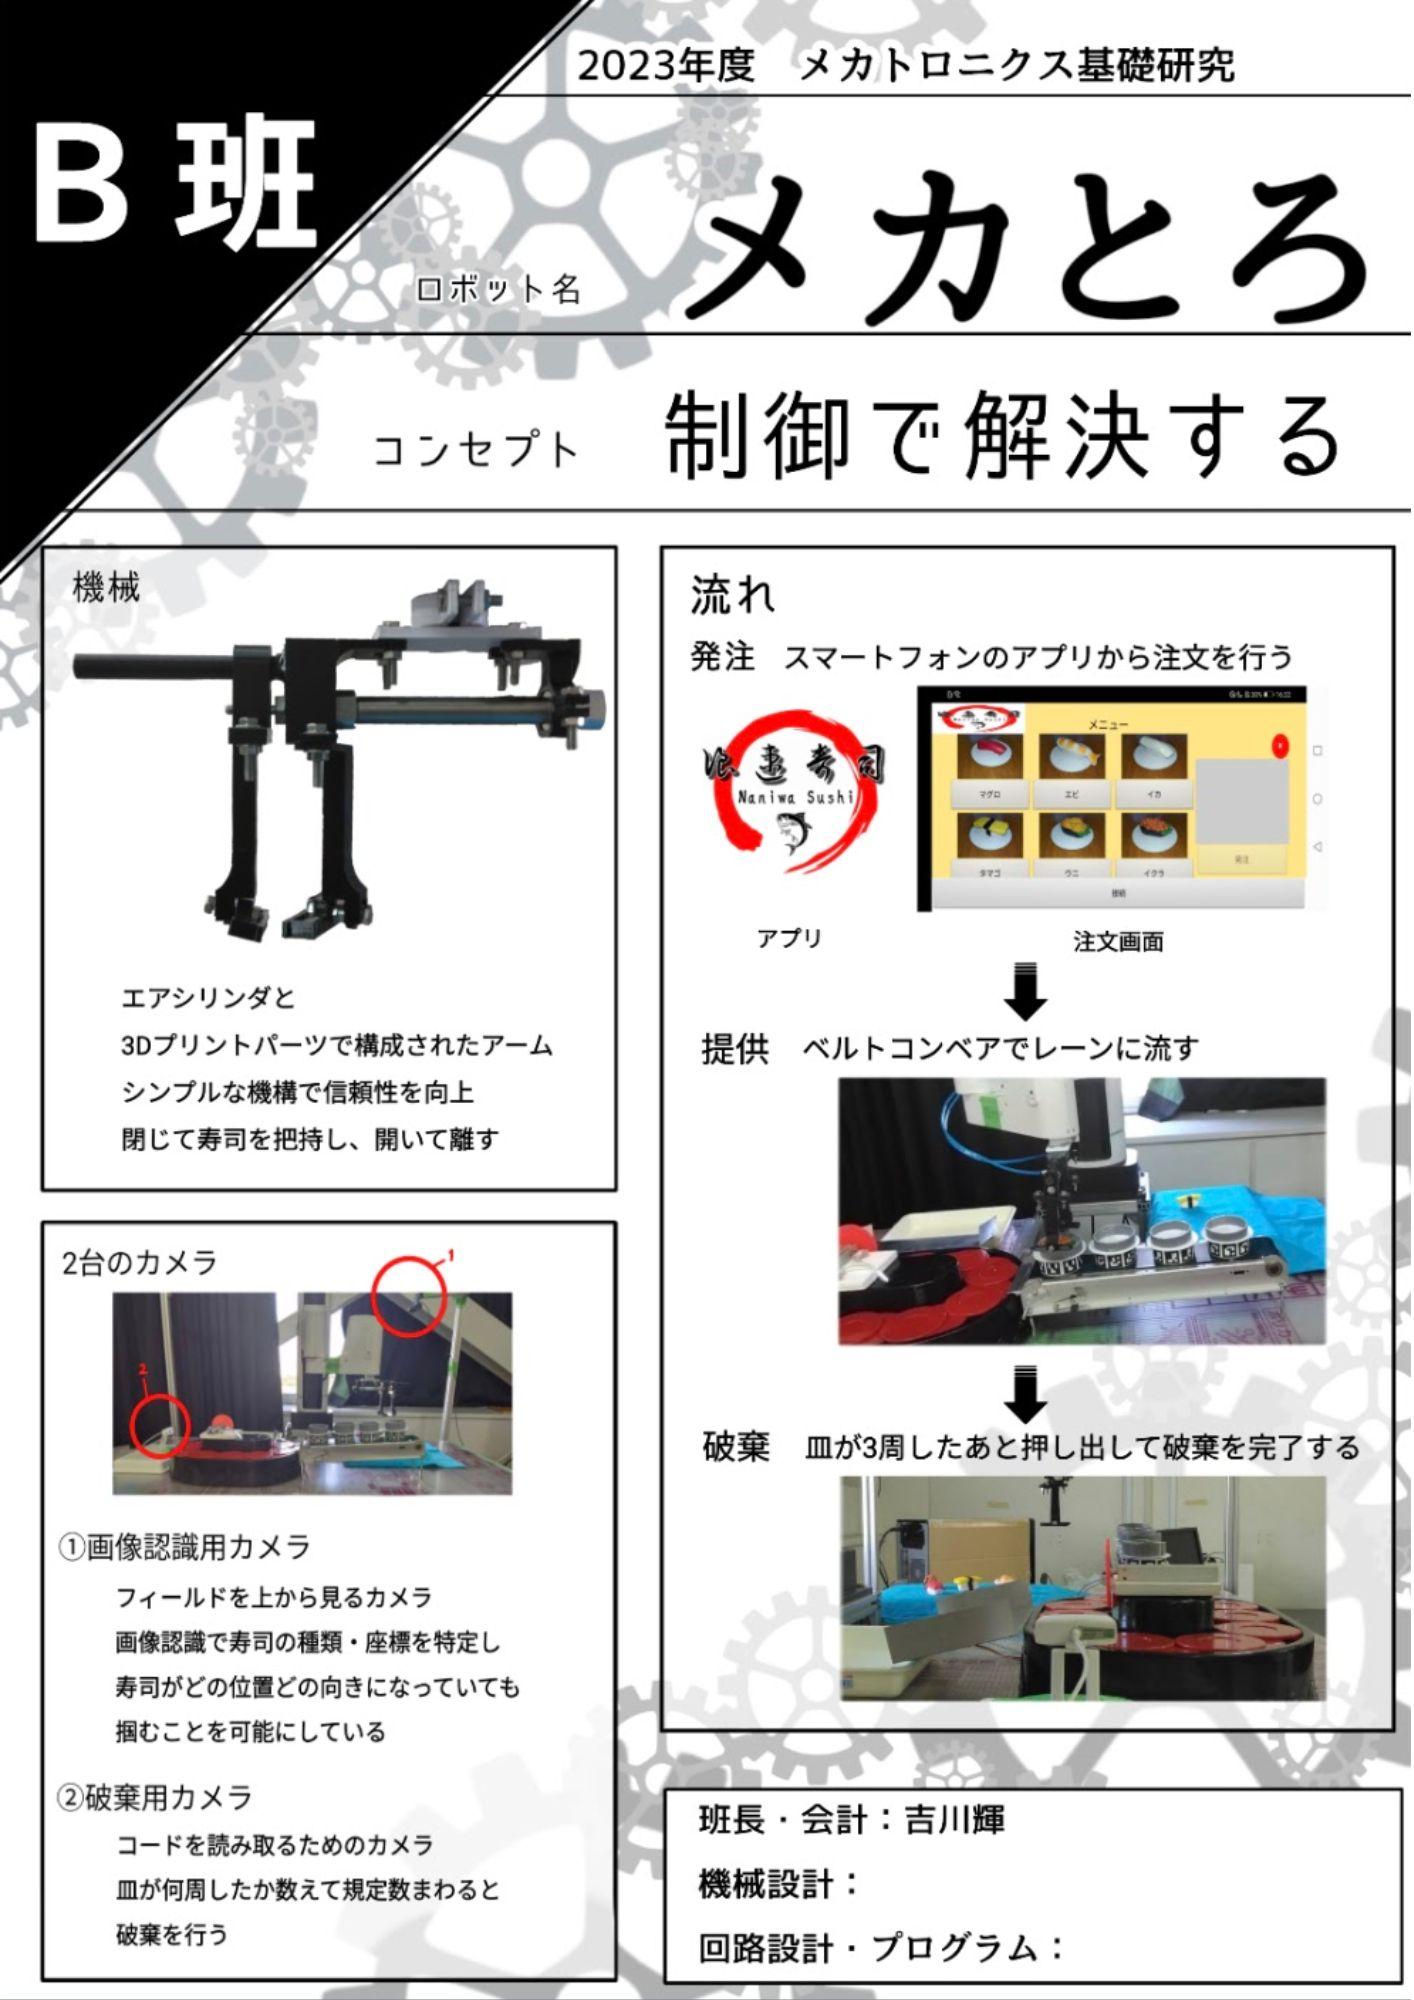 2023年度　メカトロニクス基礎研究
B 班
ロボット名
メカとろ
コンセプト
制御で解決する
機械
エアシリンダと
3Dプリントパーツで構成されたアーム
シンプルな機構で信頼性を向上
閉じて寿司を把持し、開いて離す
2台のカメラ
1
2
①画像認識用カメラ
フィールドを上から見るカメラ
画像認識で寿司の種類・座標を特定し
寿司がどの位置どの向きになっていても
掴むことを可能にしている
②破棄用カメラ
コードを読み取るためのカメラ
皿が何周したか数えて規定数まわると
破棄を行う
流れ
発注　スマートフォンのアプリから注文を行う
浪速寿司
Naniwa Sushi
メニュー
マグロ
エビ
イカ
タマゴ
ウニ
イクラ
発注
接続
アプリ
注文画面
提供　ベルトコンベアでレーンに流す
破棄　皿が3周したあと押し出して破棄を完了する
班長・会計：吉川輝
機械設計：
回路設計・プログラム：